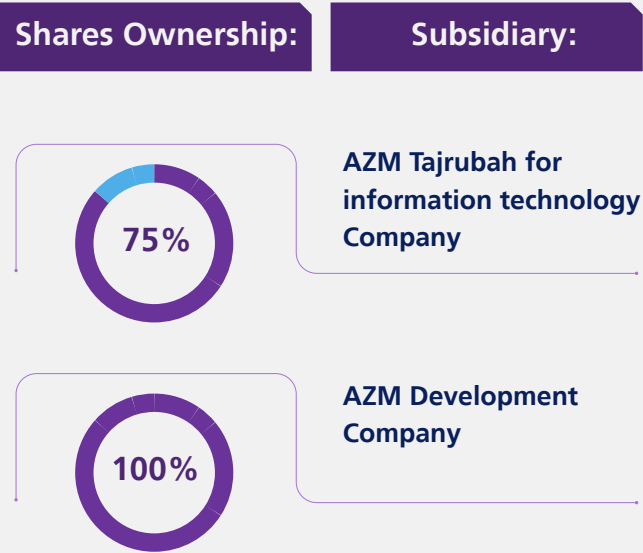 Shares Ownership:
Subsidiary:
75%
AZM Tajrubah for
information technology
Company
100%
AZM Development
Company